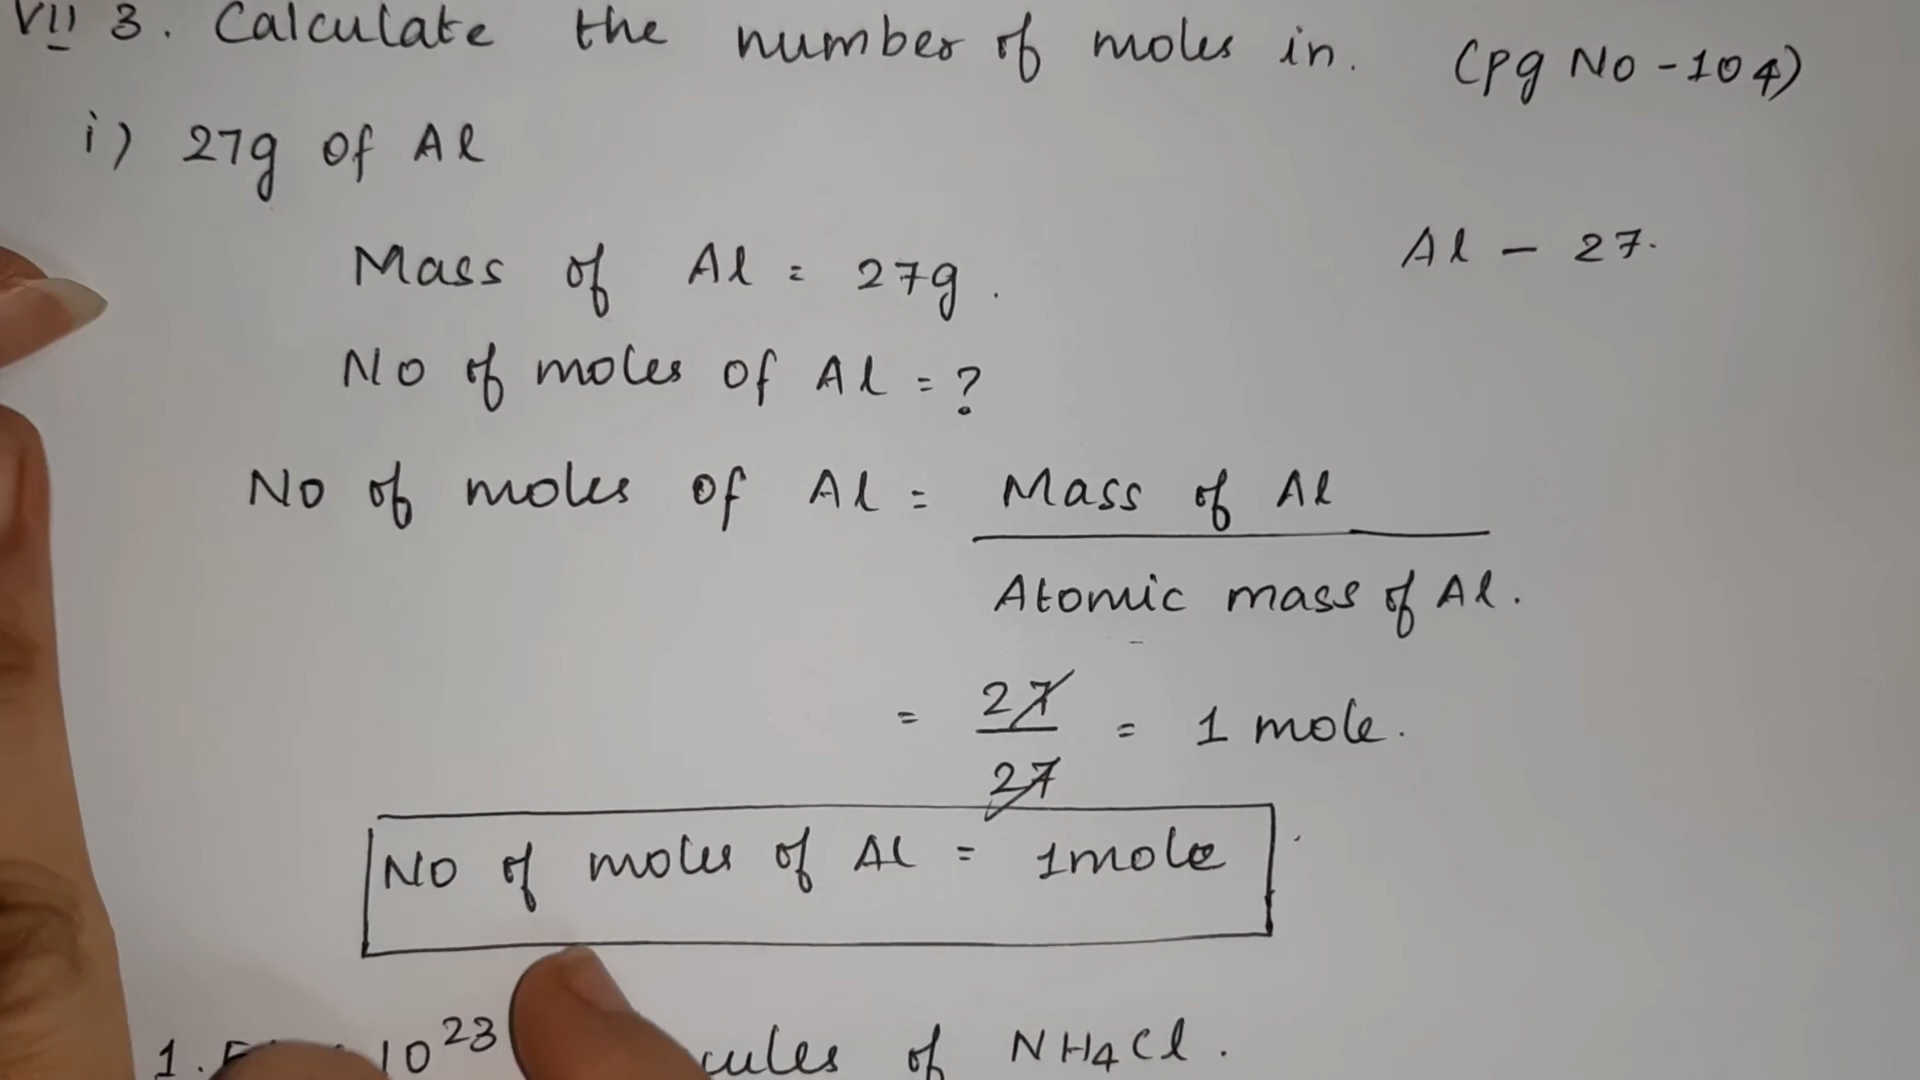 VII 3. Calculate the number of moles in. (pg No -104)
i) 27g of Al
Mass of Al = 27g.
Al - 27.
No of moles of Al = ?
No of moles of Al = Mass of Al
Atomic mass of Al.
= 27 = 1 mole.
27
No of moles of Al = 1mole
1. 10²³ of NH4Cl.